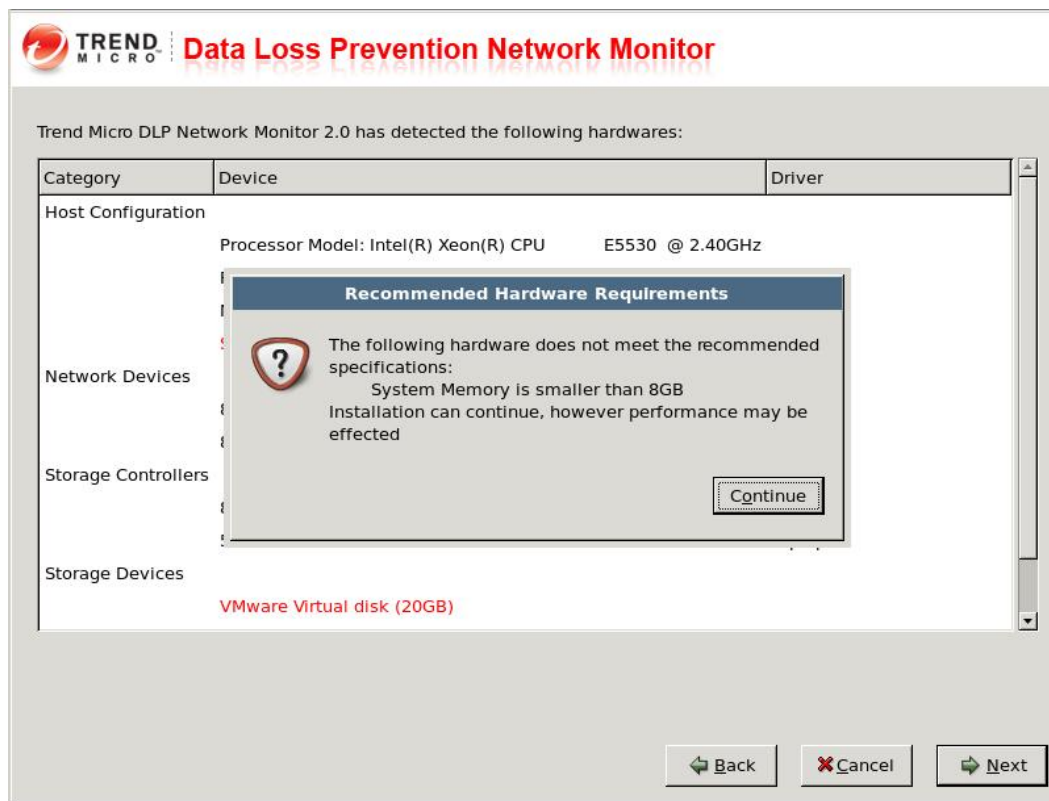 TREND
MICRO
Data Loss Prevention Network Monitor
Trend Micro DLP Network Monitor 2.0 has detected the following hardwares:
Category Device Driver
Host Configuration
Processor Model: Intel(R) Xeon(R) CPU E5530 @ 2.40GHz
Recommended Hardware Requirements
?
The following hardware does not meet the recommended
specifications:
System Memory is smaller than 8GB
Installation can continue, however performance may be
effected
Continue
Network Devices
Storage Controllers
Storage Devices
VMware Virtual disk (20GB)
Back Cancel Next